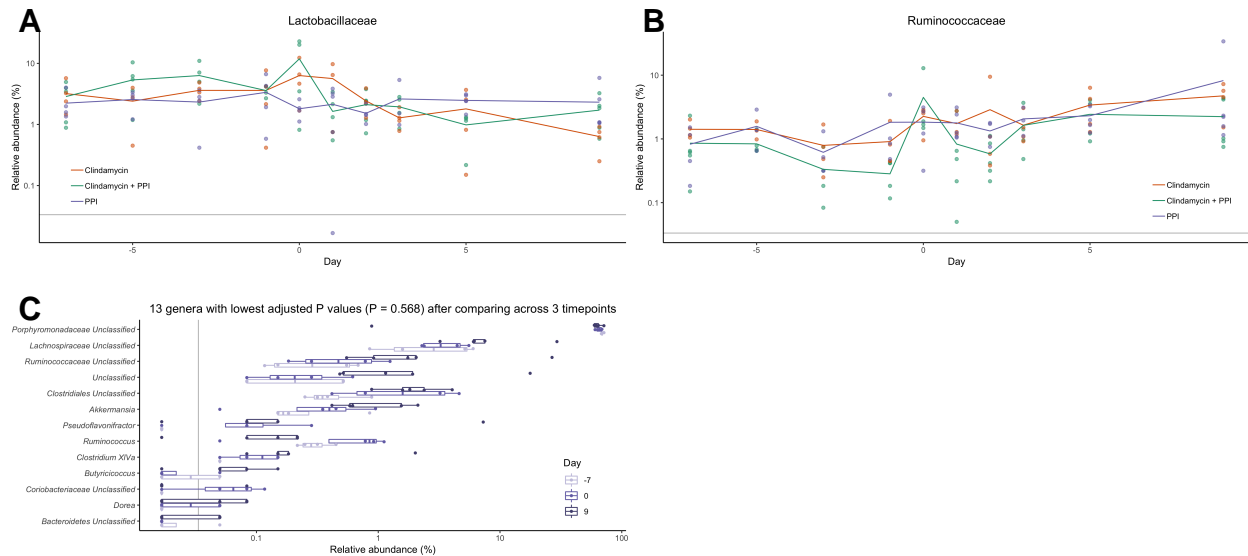 A
Lactobacillaceae
Relative abundance (%)
10
1
0.1
Clindamycin
Clindamycin + PPI
PPI
-5
0
5
Day
B
Ruminococcaceae
Relative abundance (%)
10
1
0.1
Clindamycin
Clindamycin + PPI
PPI
-5
0
5
Day
C
13 genera with lowest adjusted P values (P = 0.568) after comparing across 3 timepoints
Porphyromonadaceae Unclassified
Lachnospiraceae Unclassified
Ruminococcaceae Unclassified
Unclassified
Clostridiales Unclassified
Akkermansia
Pseudoflavonifractor
Ruminococcus
Clostridium XlVa
Butyricicoccus
Coriobacteriaceae Unclassified
Dorea
Bacteroidetes Unclassified
Day
-7
0
9
0.1
1
10
100
Relative abundance (%)